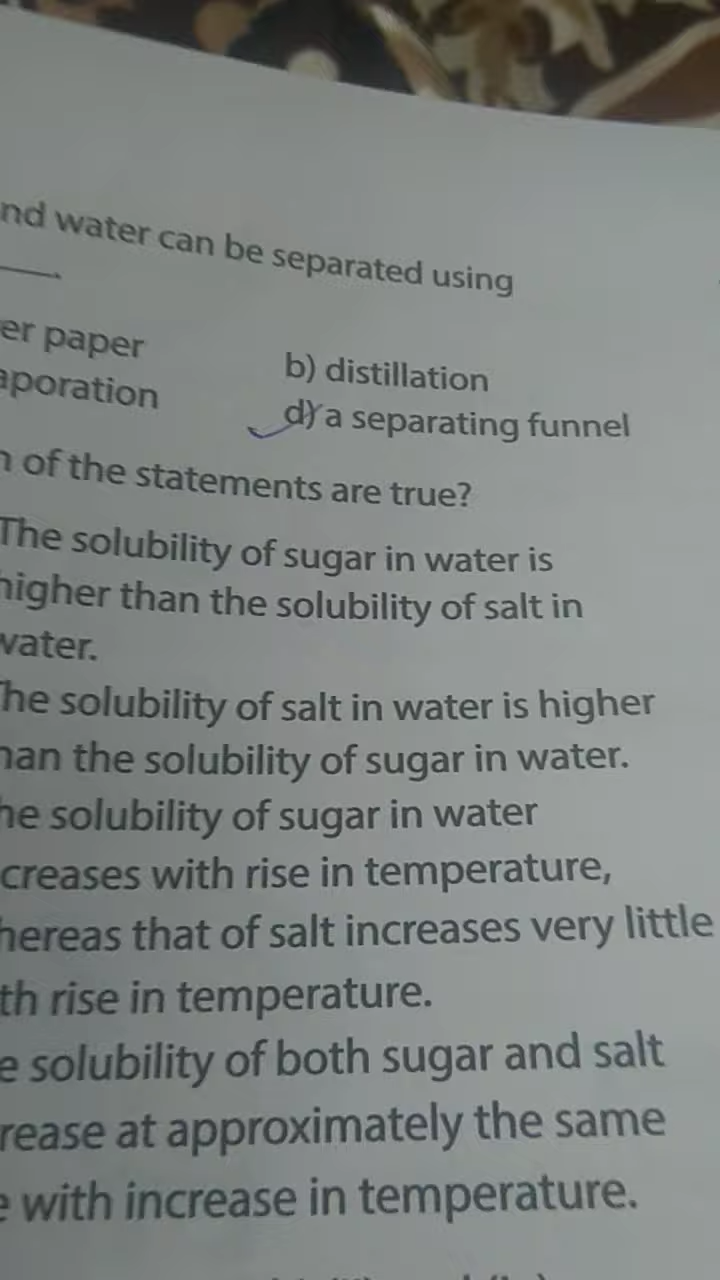 nd water can be separated using
er paper
b) distillation
aporation
d) a separating funnel
of the statements are true?
The solubility of sugar in water is
higher than the solubility of salt in
water.
The solubility of salt in water is higher
han the solubility of sugar in water.
he solubility of sugar in water
creases with rise in temperature,
hereas that of salt increases very little
th rise in temperature.
e solubility of both sugar and salt
rease at approximately the same
e with increase in temperature.